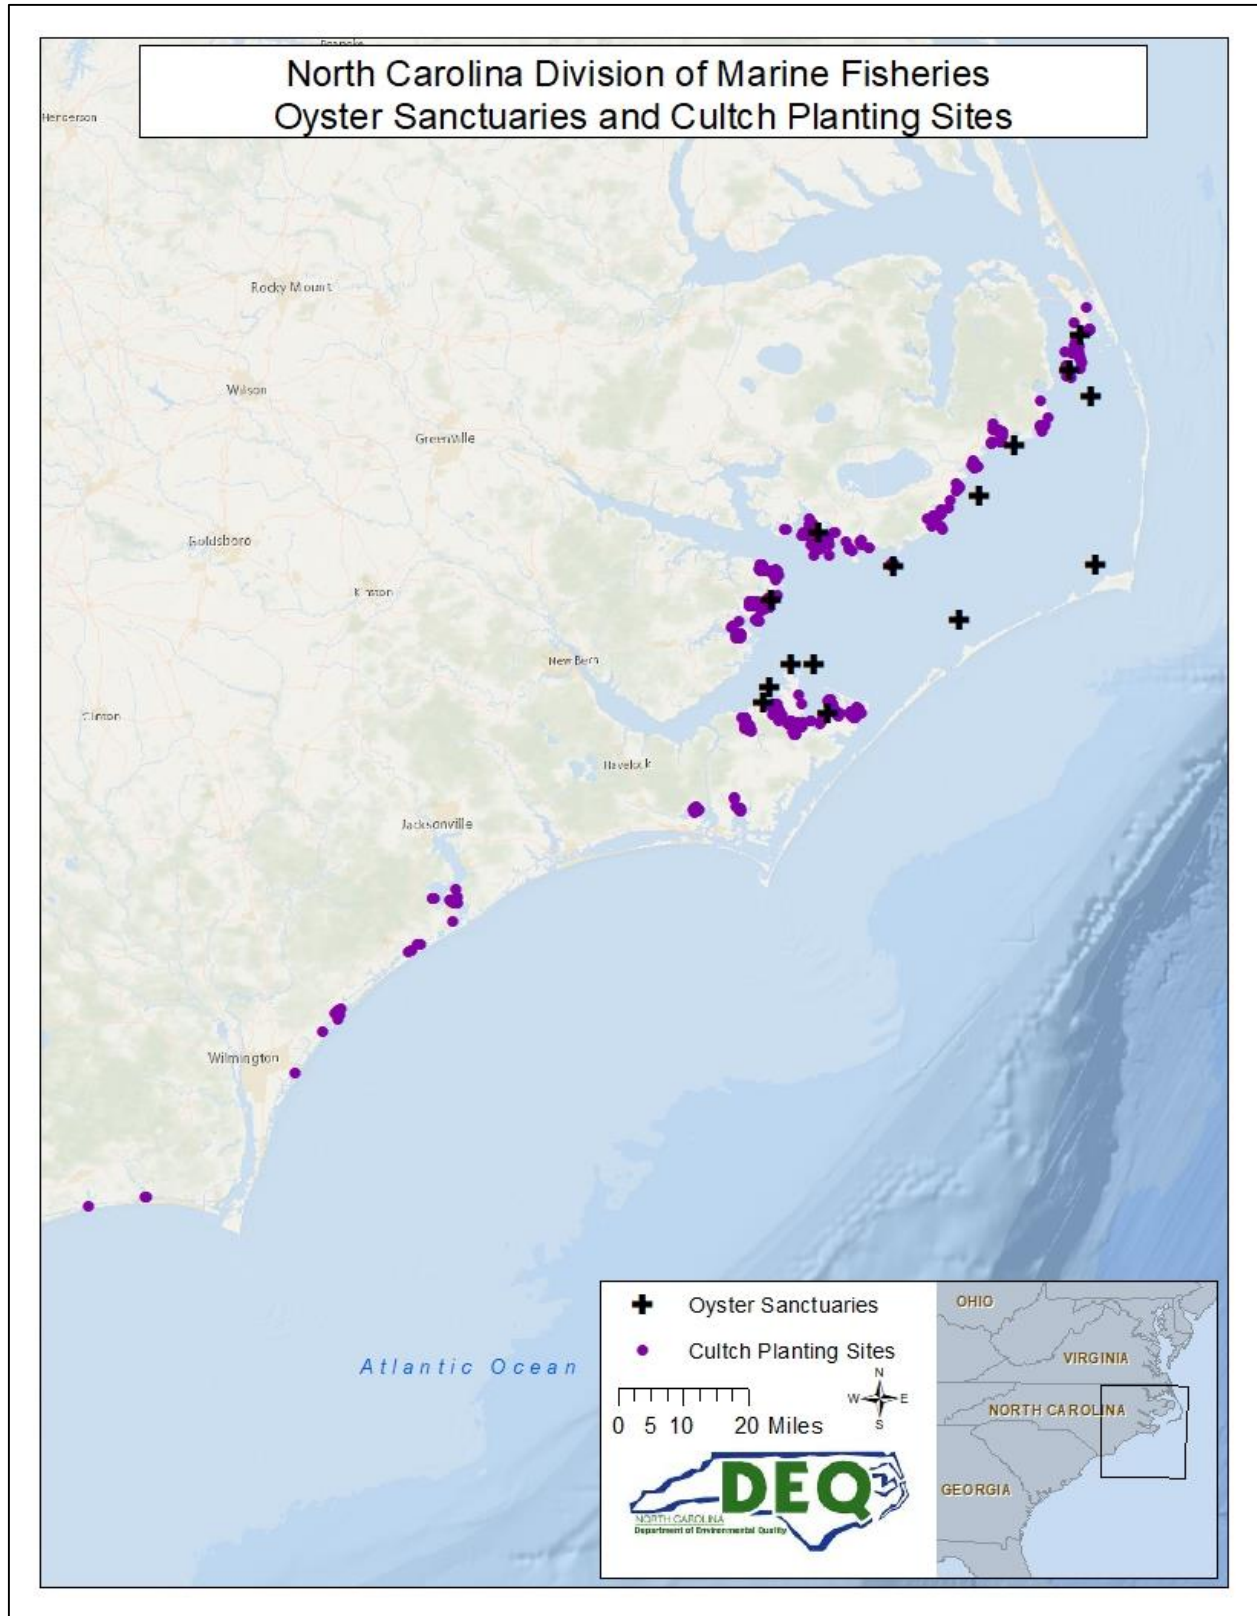 Roanoke
North Carolina Division of Marine Fisheries
Oyster Sanctuaries and Cultch Planting Sites
Henderson
Rocky Mount
Wilson
Greenville
Goldsboro
Kinston
New Bern
Clinton
Havelock
Jacksonville
Wilmington
Atlantic Ocean
Oyster Sanctuaries
Cultch Planting Sites
N
W E
S
0 5 10 20 Miles
DEQ
NORTH CAROLINA
Department of Environmental Quality
OHIO
VIRGINIA
NORTH CAROLINA
GEORGIA